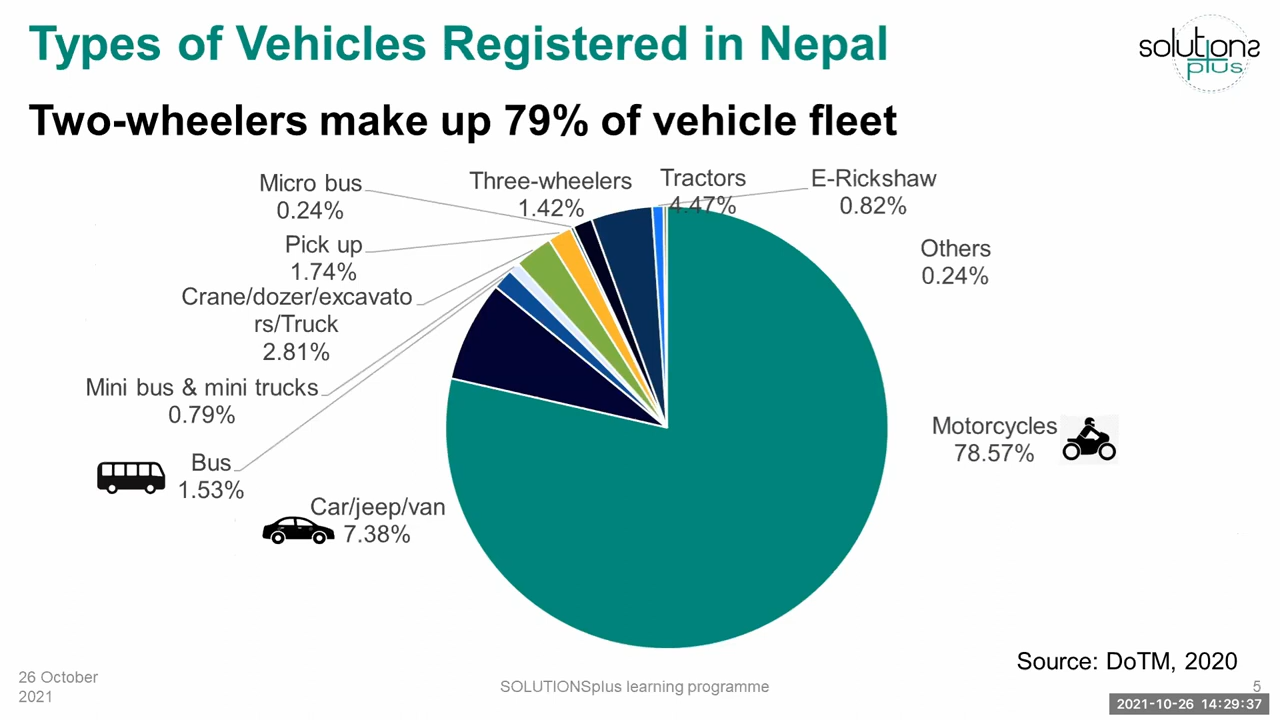 Types of Vehicles Registered in Nepal
solutions
plus
Two-wheelers make up 79% of vehicle fleet
Micro bus
0.24%
Three-wheelers
1.42%
Tractors
4.47%
E-Rickshaw
0.82%
Pick up
1.74%
Others
0.24%
Crane/dozer/excavato
rs/Truck
2.81%
Mini bus & mini trucks
0.79%
Motorcycles
78.57%
Bus
1.53%
Car/jeep/van
7.38%
Source: DoTM, 2020
26 October
2021
SOLUTIONSplus learning programme
5
2021-10-26 14:29:37